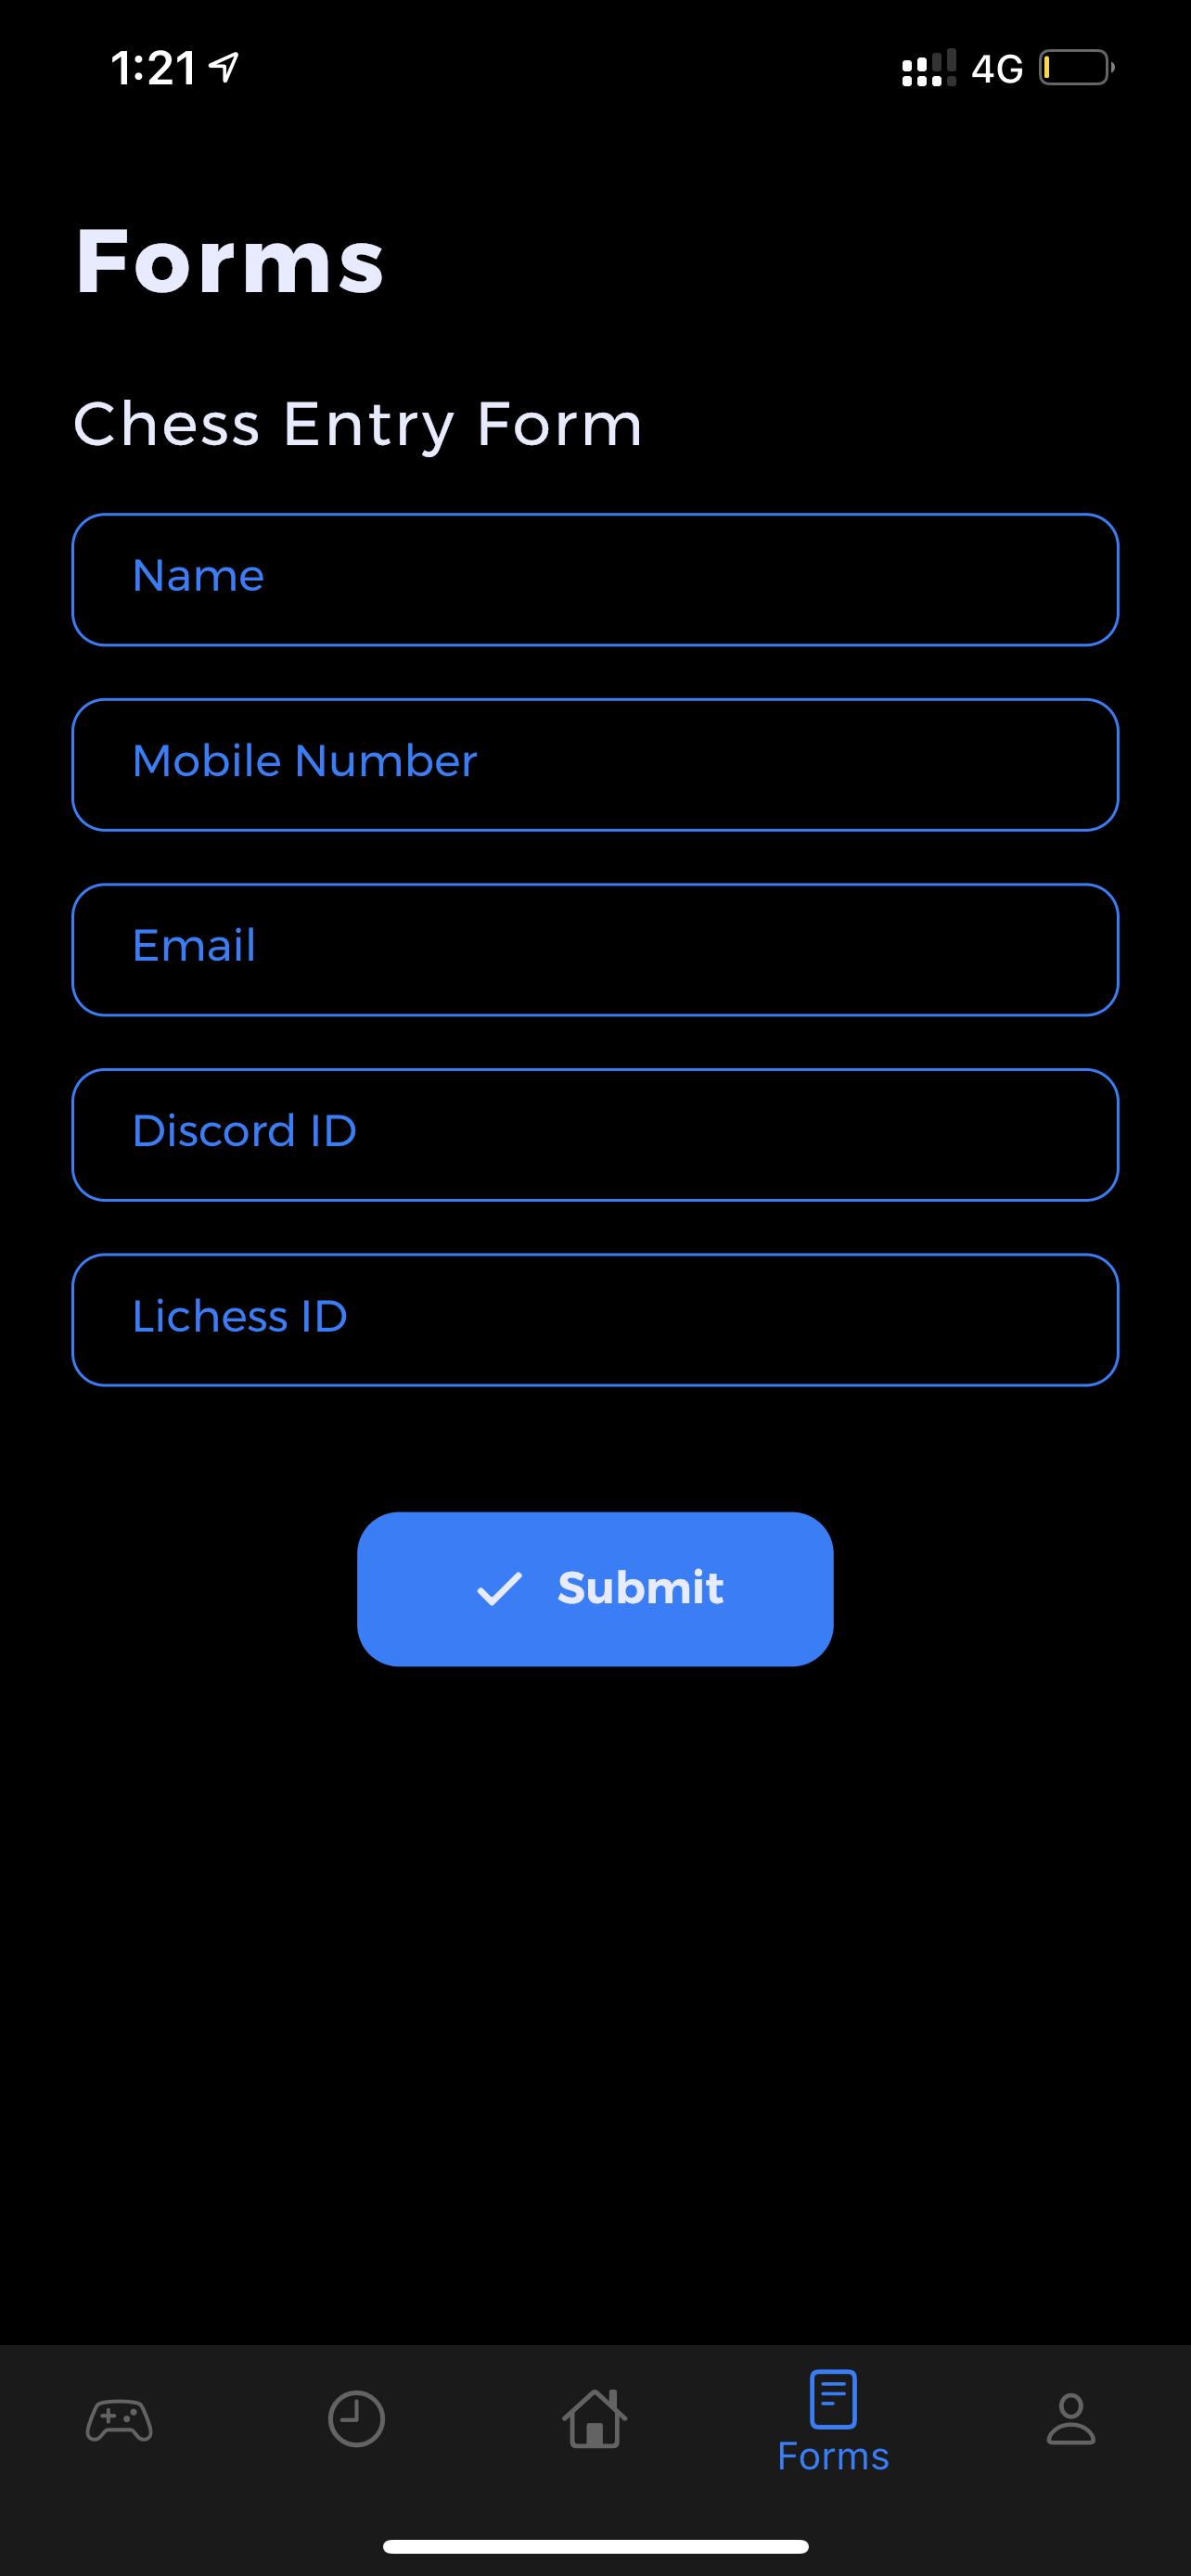 1:21
4G
Forms
Chess Entry Form
Name
Mobile Number
Email
Discord ID
Lichess ID
Submit
Forms